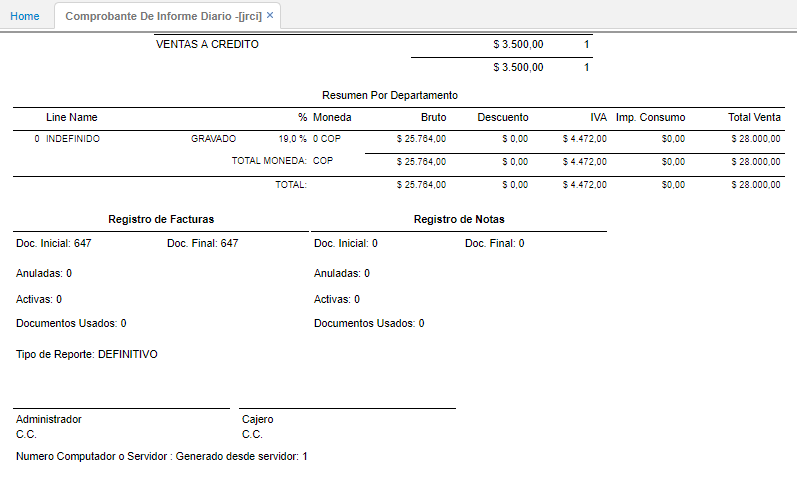 Home Comprobante De Informe Diario -[jrci] ×
VENTAS A CREDITO $ 3.500,00 1
$ 3.500,00 1
Resumen Por Departamento
Line Name % Moneda Bruto Descuento IVA Imp. Consumo Total Venta
0 INDEFINIDO GRAVADO 19,0 % 0 COP $ 25.764,00 $ 0,00 $ 4.472,00 $0,00 $ 28.000,00
TOTAL MONEDA: COP $ 25.764,00 $ 0,00 $ 4.472,00 $0,00 $ 28.000,00
TOTAL: $ 25.764,00 $ 0,00 $ 4.472,00 $0,00 $ 28.000,00
Registro de Facturas Registro de Notas
Doc. Inicial: 647 Doc. Final: 647 Doc. Inicial: 0 Doc. Final: 0
Anuladas: 0 Anuladas: 0
Activas: 0 Activas: 0
Documentos Usados: 0 Documentos Usados: 0
Tipo de Reporte: DEFINITIVO
Administrador Cajero
C.C. C.C.
Numero Computador o Servidor : Generado desde servidor: 1